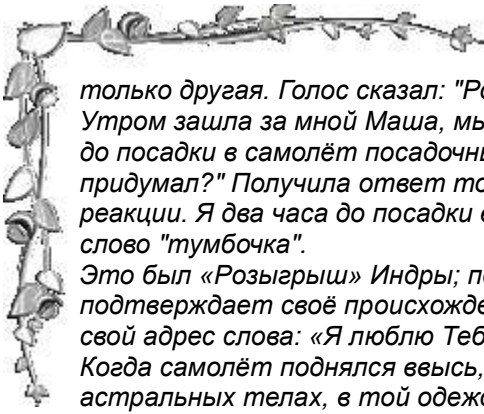 только другая. Голос сказал: "Ро
Утром зашла за мной Маша, мы
до посадки в самолёт посадочны
придумал?" Получила ответ то
реакции. Я два часа до посадки в
слово "тумбочка".
Это был «Розыгрыш» Индры; по
подтверждает своё происхожде
свой адрес слова: «Я люблю Теб
Когда самолёт поднялся ввысь,
астральных телах, в той одежо